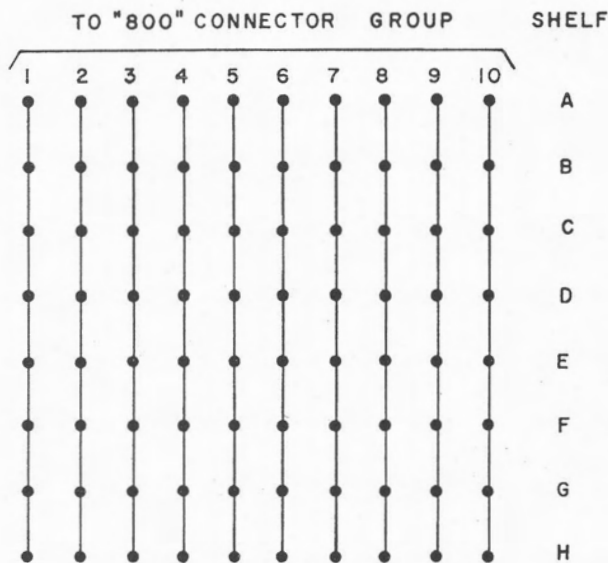 TO "800" CONNECTOR GROUP SHELF
1 2 3 4 5 6 7 8 9 10
A
B
C
D
E
F
G
H